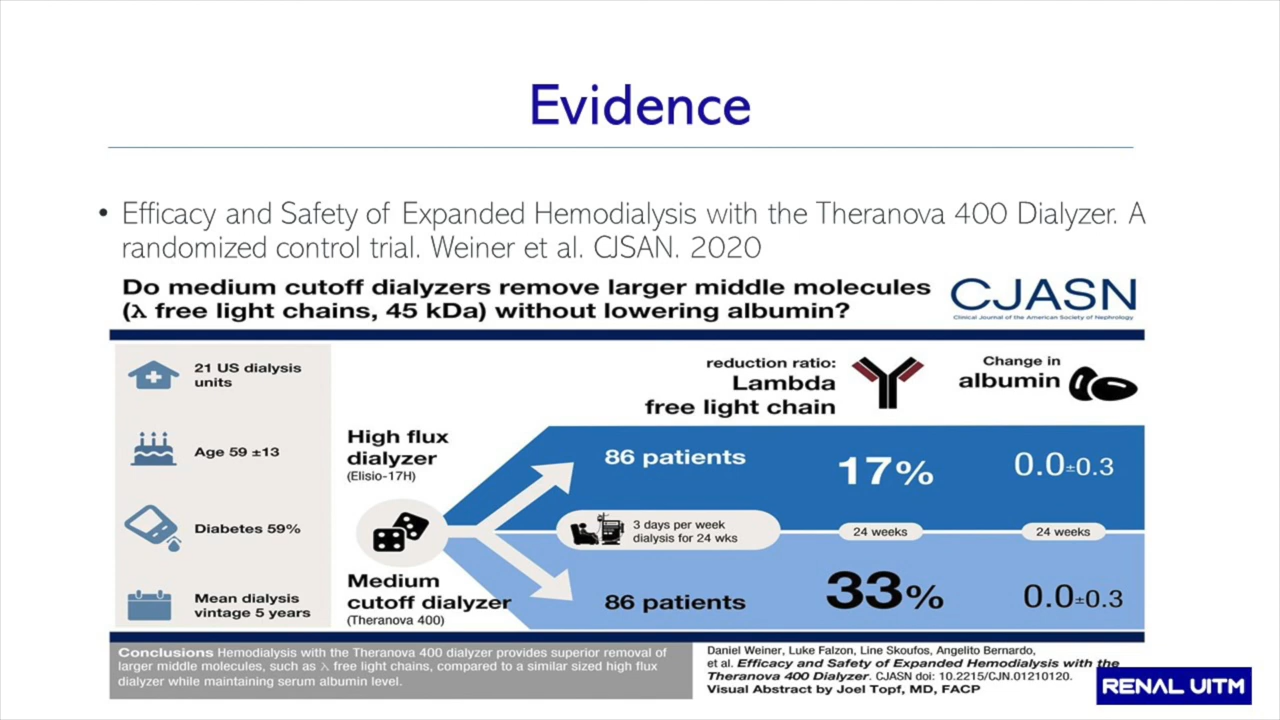 Evidence
• Efficacy and Safety of Expanded Hemodialysis with the Theranova 400 Dialyzer. A
randomized control trial. Weiner et al. CJSAN. 2020
Do medium cutoff dialyzers remove larger middle molecules
(λ free light chains, 45 kDa) without lowering albumin?
CJASN
Clinical Journal of the American Society of Nephrology
21 US dialysis
units
Age 59 ±13
Diabetes 59%
Mean dialysis
vintage 5 years
reduction ratio:
Lambda
free light chain
Change in
albumin
High flux
dialyzer
(Elisio-17H)
86 patients
17%
0.0±0.3
3 days per week
dialysis for 24 wks
24 weeks
24 weeks
Medium
cutoff dialyzer
(Theranova 400)
86 patients
33%
0.0±0.3
Conclusions Hemodialysis with the Theranova 400 dialyzer provides superior removal of
larger middle molecules, such as λ free light chains, compared to a similar sized high flux
dialyzer while maintaining serum albumin level.
Daniel Weiner, Luke Falzon, Line Skoufos, Angelito Bernardo,
et al. Efficacy and Safety of Expanded Hemodialysis with the
Theranova 400 Dialyzer. CJASN doi: 10.2215/CJN.01210120.
Visual Abstract by Joel Topf, MD, FACP
RENAL UITM